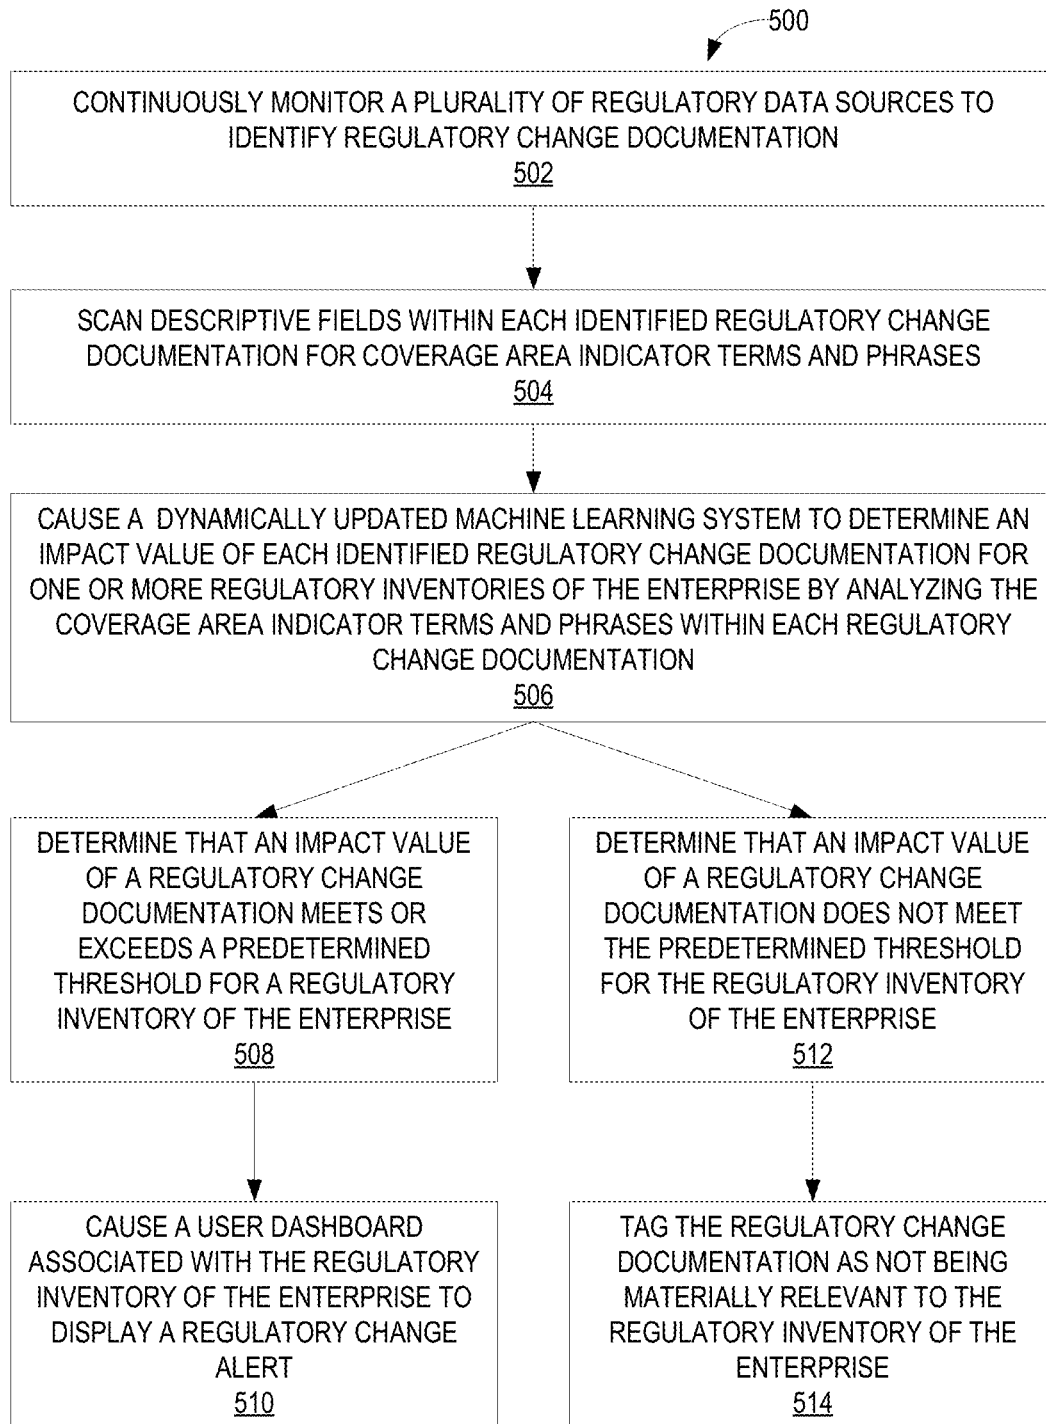 500
CONTINUOUSLY MONITOR A PLURALITY OF REGULATORY DATA SOURCES TO
IDENTIFY REGULATORY CHANGE DOCUMENTATION
502
SCAN DESCRIPTIVE FIELDS WITHIN EACH IDENTIFIED REGULATORY CHANGE
DOCUMENTATION FOR COVERAGE AREA INDICATOR TERMS AND PHRASES
504
CAUSE A DYNAMICALLY UPDATED MACHINE LEARNING SYSTEM TO DETERMINE AN
IMPACT VALUE OF EACH IDENTIFIED REGULATORY CHANGE DOCUMENTATION FOR
ONE OR MORE REGULATORY INVENTORIES OF THE ENTERPRISE BY ANALYZING THE
COVERAGE AREA INDICATOR TERMS AND PHRASES WITHIN EACH REGULATORY
CHANGE DOCUMENTATION
506
DETERMINE THAT AN IMPACT VALUE
OF A REGULATORY CHANGE
DOCUMENTATION MEETS OR
EXCEEDS A PREDETERMINED
THRESHOLD FOR A REGULATORY
INVENTORY OF THE ENTERPRISE
508
DETERMINE THAT AN IMPACT VALUE
OF A REGULATORY CHANGE
DOCUMENTATION DOES NOT MEET
THE PREDETERMINED THRESHOLD
FOR THE REGULATORY INVENTORY
OF THE ENTERPRISE
512
CAUSE A USER DASHBOARD
ASSOCIATED WITH THE REGULATORY
INVENTORY OF THE ENTERPRISE TO
DISPLAY A REGULATORY CHANGE
ALERT
510
TAG THE REGULATORY CHANGE
DOCUMENTATION AS NOT BEING
MATERIALLY RELEVANT TO THE
REGULATORY INVENTORY OF THE
ENTERPRISE
514